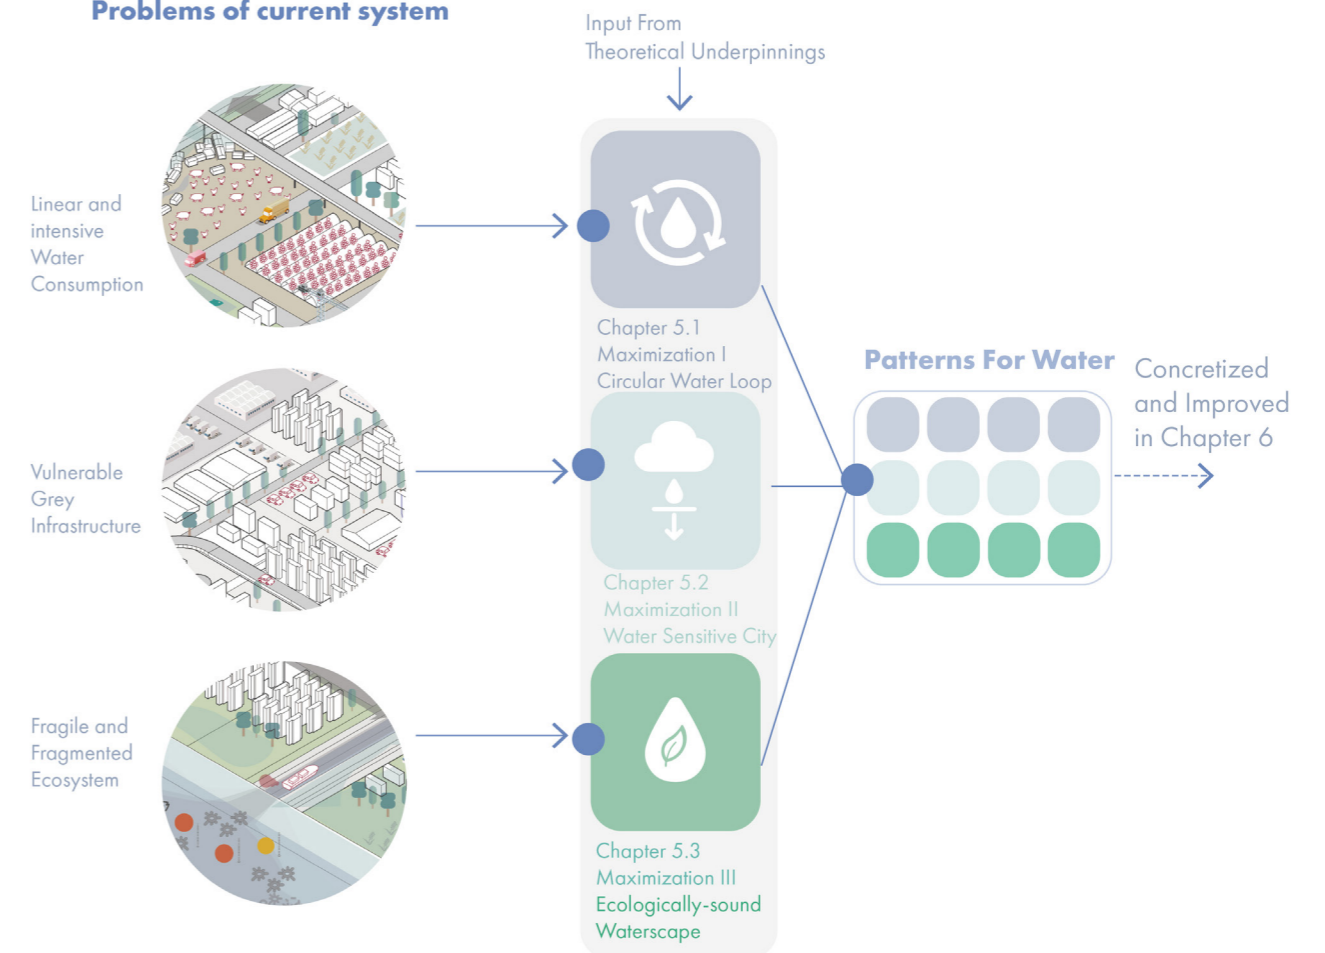 Problems of current system
Input From
Theoretical Underpinnings
Linear and
intensive
Water
Consumption
Chapter 5.1
Maximization I
Circular Water Loop
Patterns For Water
Concretized
and Improved
in Chapter 6
Vulnerable
Grey
Infrastructure
Chapter 5.2
Maximization II
Water Sensitive City
Fragile and
Fragmented
Ecosystem
Chapter 5.3
Maximization III
Ecologically-sound
Waterscape